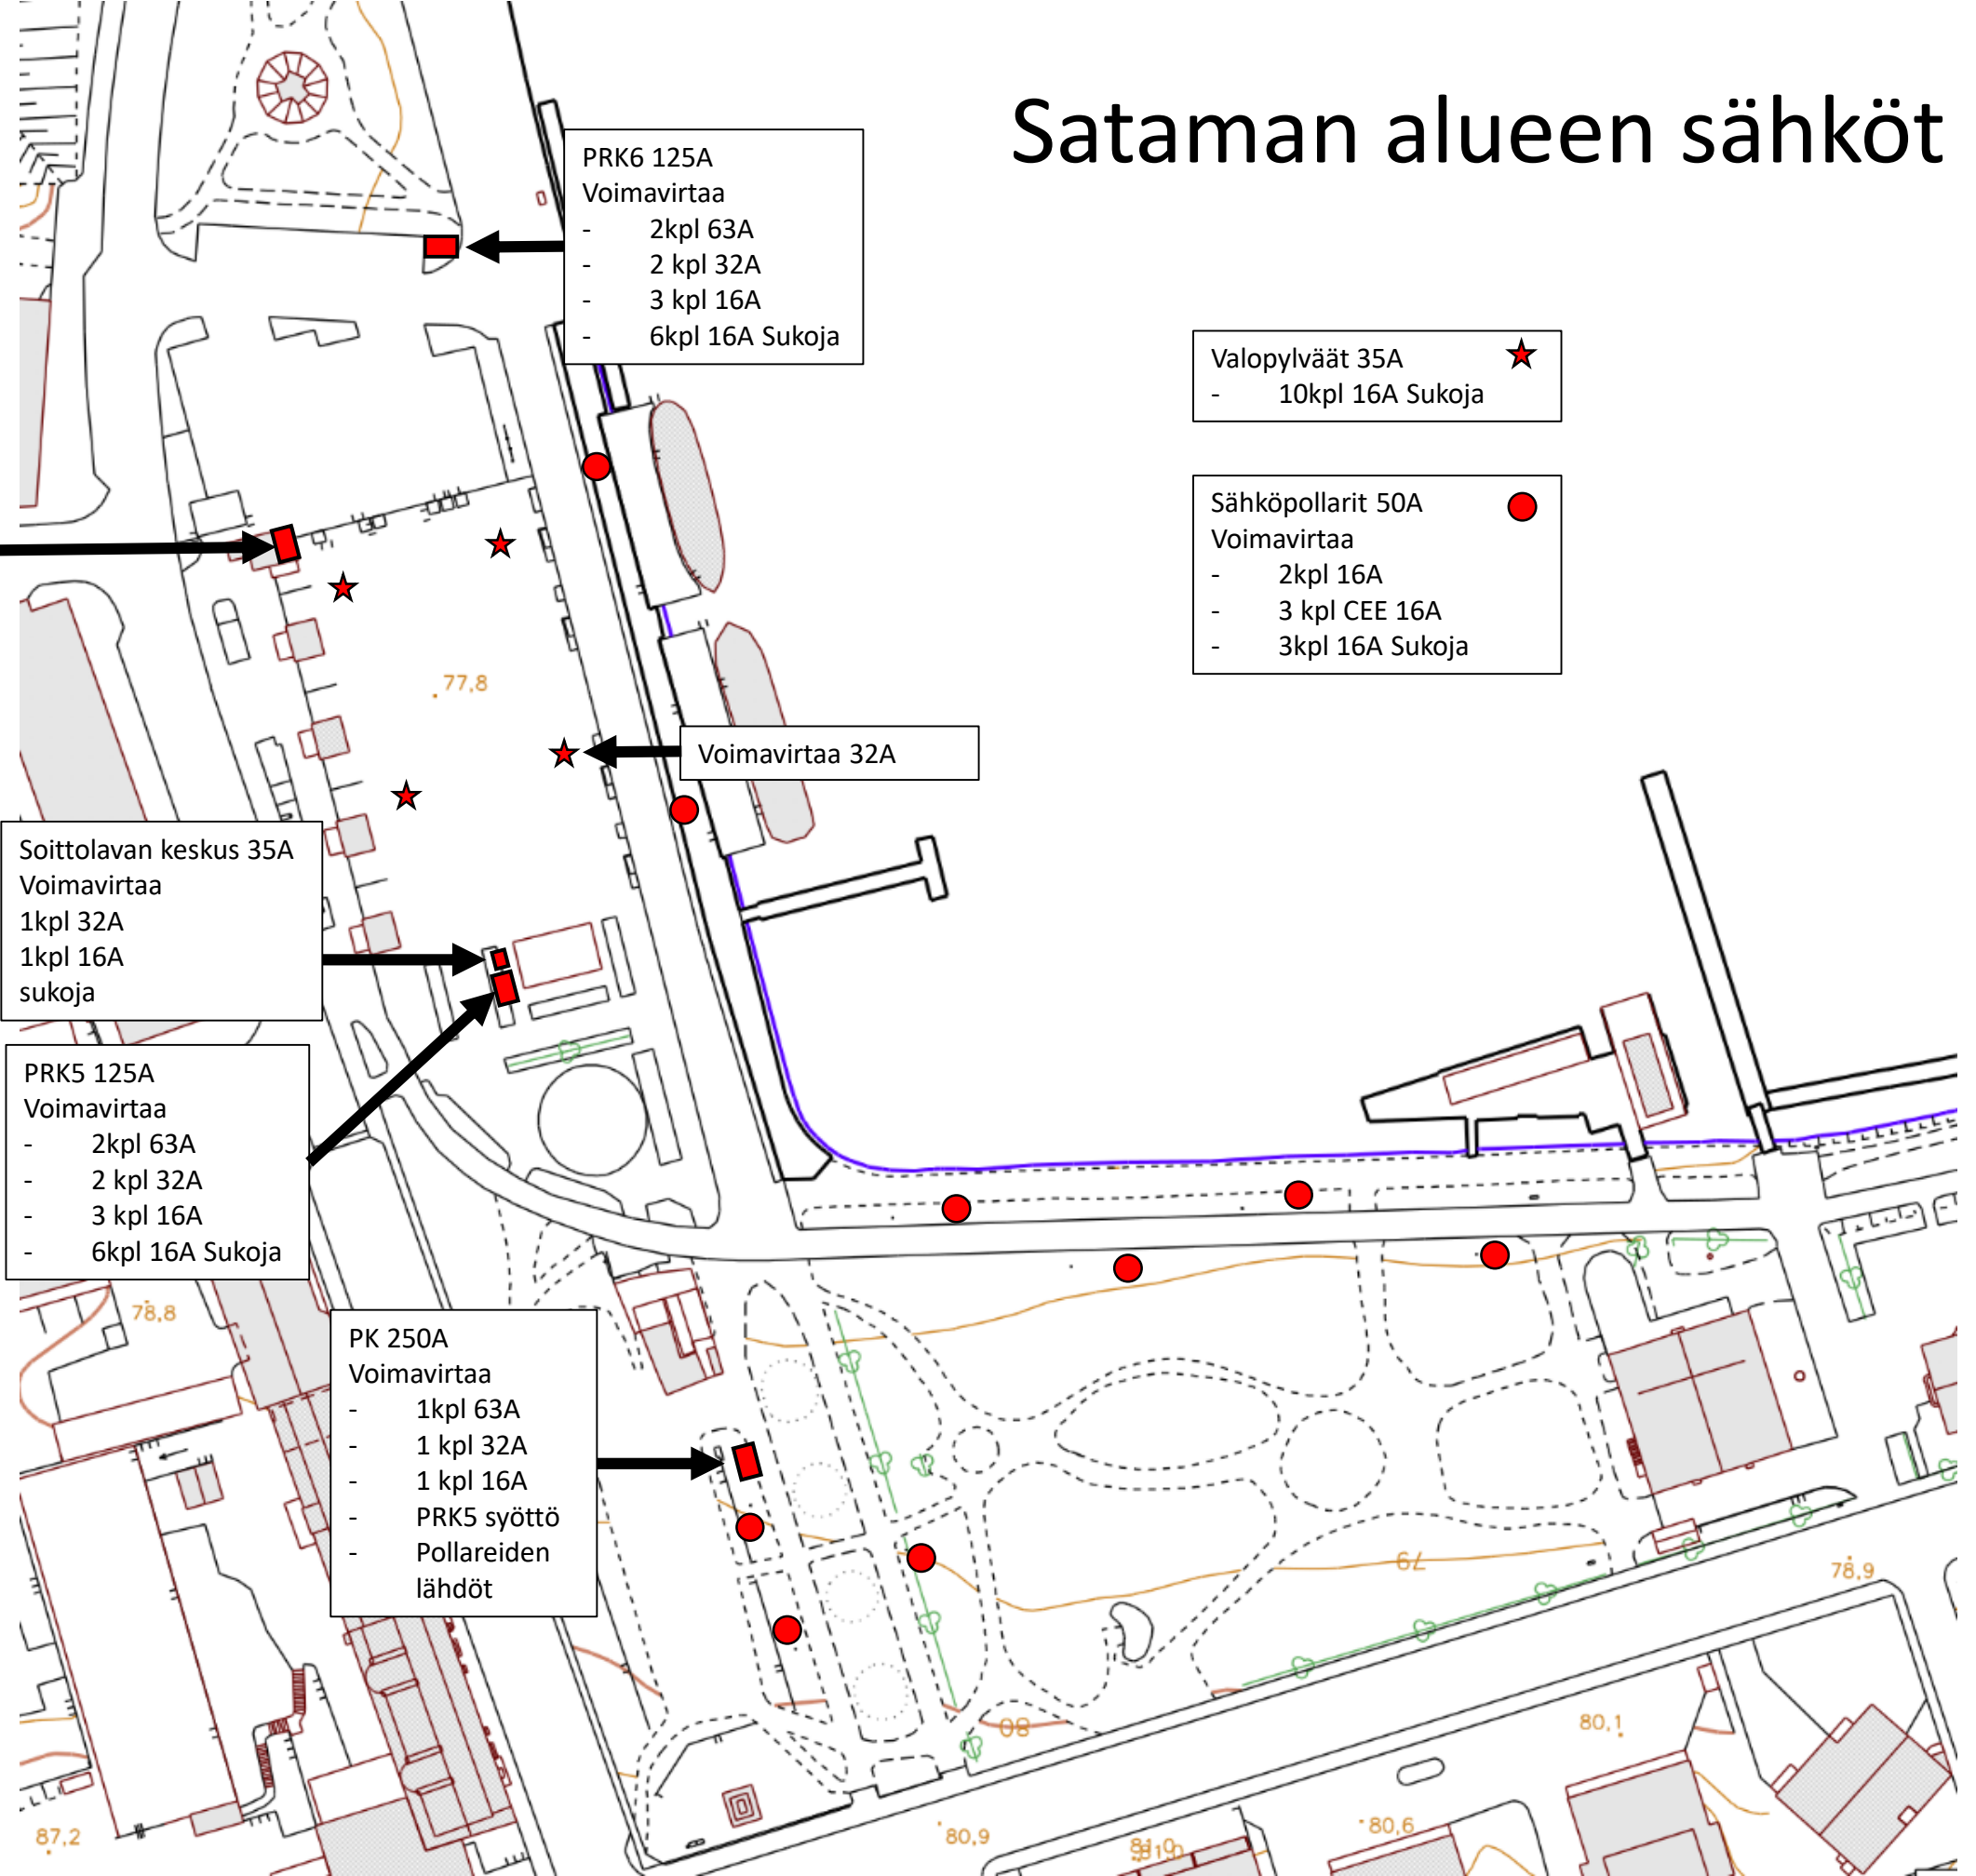 Sataman alueen sähköt
PRK6 125A
Voimavirtaa
- 2kpl 63A
- 2 kpl 32A
- 3 kpl 16A
- 6kpl 16A Sukoja
Valopylväät 35A
- 10kpl 16A Sukoja
Sähköpollarit 50A
Voimavirtaa
- 2kpl 16A
- 3 kpl CEE 16A
- 3kpl 16A Sukoja
77,8
Voimavirtaa 32A
Soittolavan keskus 35A
Voimavirtaa
1kpl 32A
1kpl 16A
sukoja
PRK5 125A
Voimavirtaa
- 2kpl 63A
- 2 kpl 32A
- 3 kpl 16A
- 6kpl 16A Sukoja
78,8
PK 250A
Voimavirtaa
- 1kpl 63A
- 1 kpl 32A
- 1 kpl 16A
- PRK5 syöttö
- Pollareiden
lähdöt
79
78,9
80
80,1
87,2
80,9
80,6